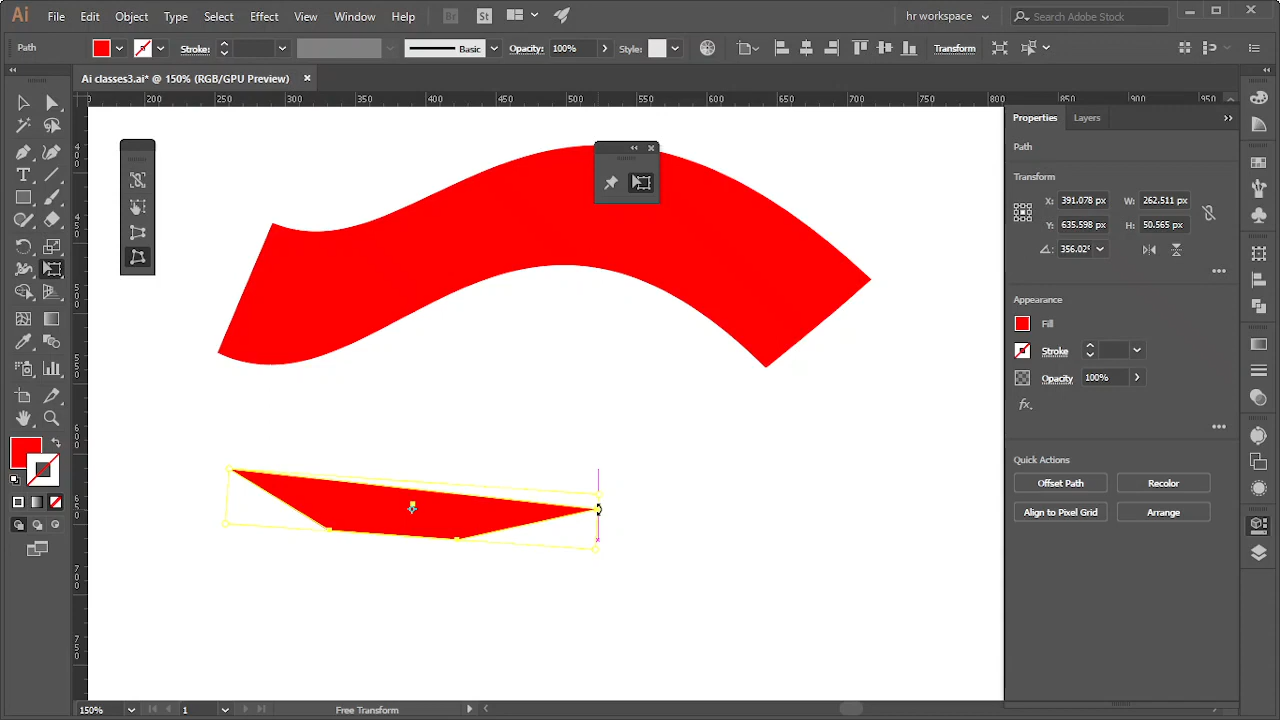 Ai File Edit Object Type Select Effect View Window Help Br St hr workspace Search Adobe Stock
Path Stroke: Basic Opacity: 100% Style: Transform
Ai classes3.ai* @ 150% (RGB/GPU Preview)
200 250 300 350 400 450 500 550 600 650 700 750 800 850 900 950
Properties Layers
Path
Transform
X: 391.078 px W: 262.511 px
Y: 635.598 px H: 50.565 px
356.02°
Appearance
Fill
Stroke
Opacity 100%
fx.
Quick Actions
Offset Path Recolor
Align to Pixel Grid Arrange
150% 1 Free Transform